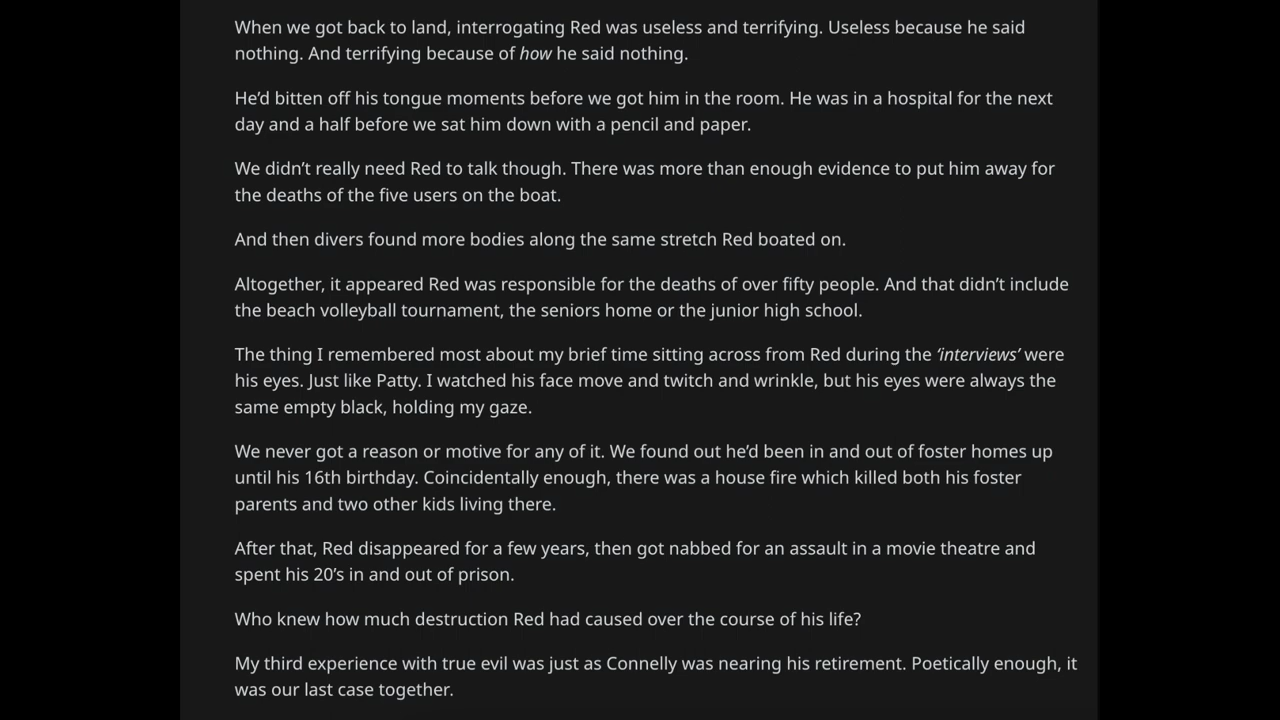 When we got back to land, interrogating Red was useless and terrifying. Useless because he said
nothing. And terrifying because of how he said nothing.
He’d bitten off his tongue moments before we got him in the room. He was in a hospital for the next
day and a half before we sat him down with a pencil and paper.
We didn’t really need Red to talk though. There was more than enough evidence to put him away for
the deaths of the five users on the boat.
And then divers found more bodies along the same stretch Red boated on.
Altogether, it appeared Red was responsible for the deaths of over fifty people. And that didn’t include
the beach volleyball tournament, the seniors home or the junior high school.
The thing I remembered most about my brief time sitting across from Red during the ‘interviews’ were
his eyes. Just like Patty. I watched his face move and twitch and wrinkle, but his eyes were always the
same empty black, holding my gaze.
We never got a reason or motive for any of it. We found out he’d been in and out of foster homes up
until his 16th birthday. Coincidentally enough, there was a house fire which killed both his foster
parents and two other kids living there.
After that, Red disappeared for a few years, then got nabbed for an assault in a movie theatre and
spent his 20’s in and out of prison.
Who knew how much destruction Red had caused over the course of his life?
My third experience with true evil was just as Connelly was nearing his retirement. Poetically enough, it
was our last case together.